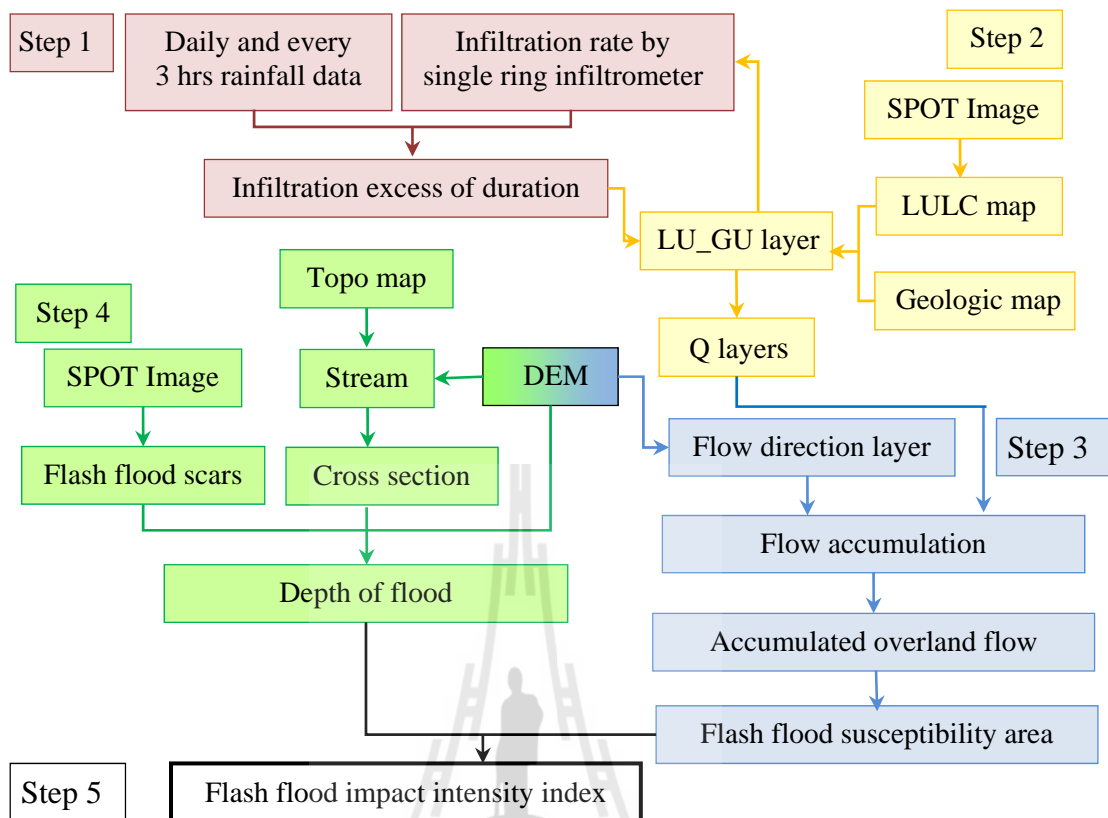 Step 1
Daily and every
3 hrs rainfall data
Infiltration rate by
single ring infiltrometer
Step 2
SPOT Image
Infiltration excess of duration
LULC map
LU_GU layer
Topo map
Geologic map
Step 4
Q layers
SPOT Image
Stream
DEM
Flow direction layer
Step 3
Flash flood scars
Cross section
Flow accumulation
Depth of flood
Accumulated overland flow
Flash flood susceptibility area
Step 5
Flash flood impact intensity index